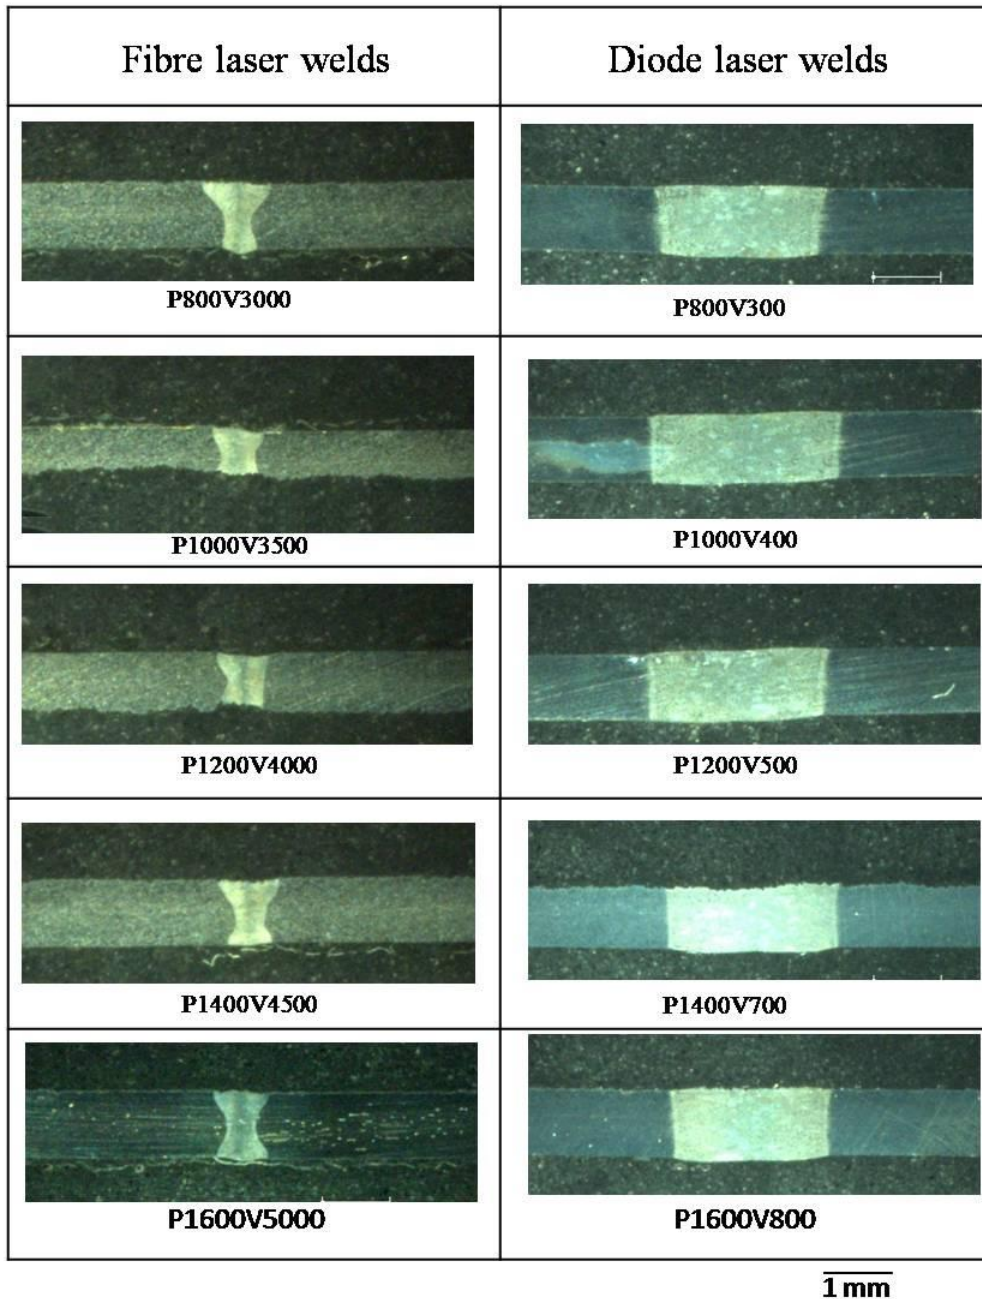 Fibre laser welds
Diode laser welds
P800V3000
P800V300
P1000V3500
P1000V400
P1200V4000
P1200V500
P1400V4500
P1400V700
P1600V5000
P1600V800
1 mm